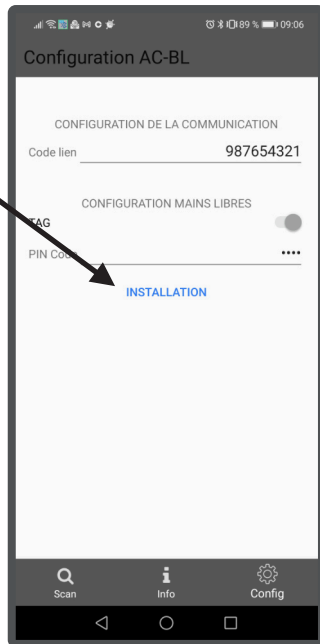 89 % 09:06
Configuration AC-BL
CONFIGURATION DE LA COMMUNICATION
Code lien 987654321
CONFIGURATION MAINS LIBRES
TAG
PIN Code ••••
INSTALLATION
Scan Info Config